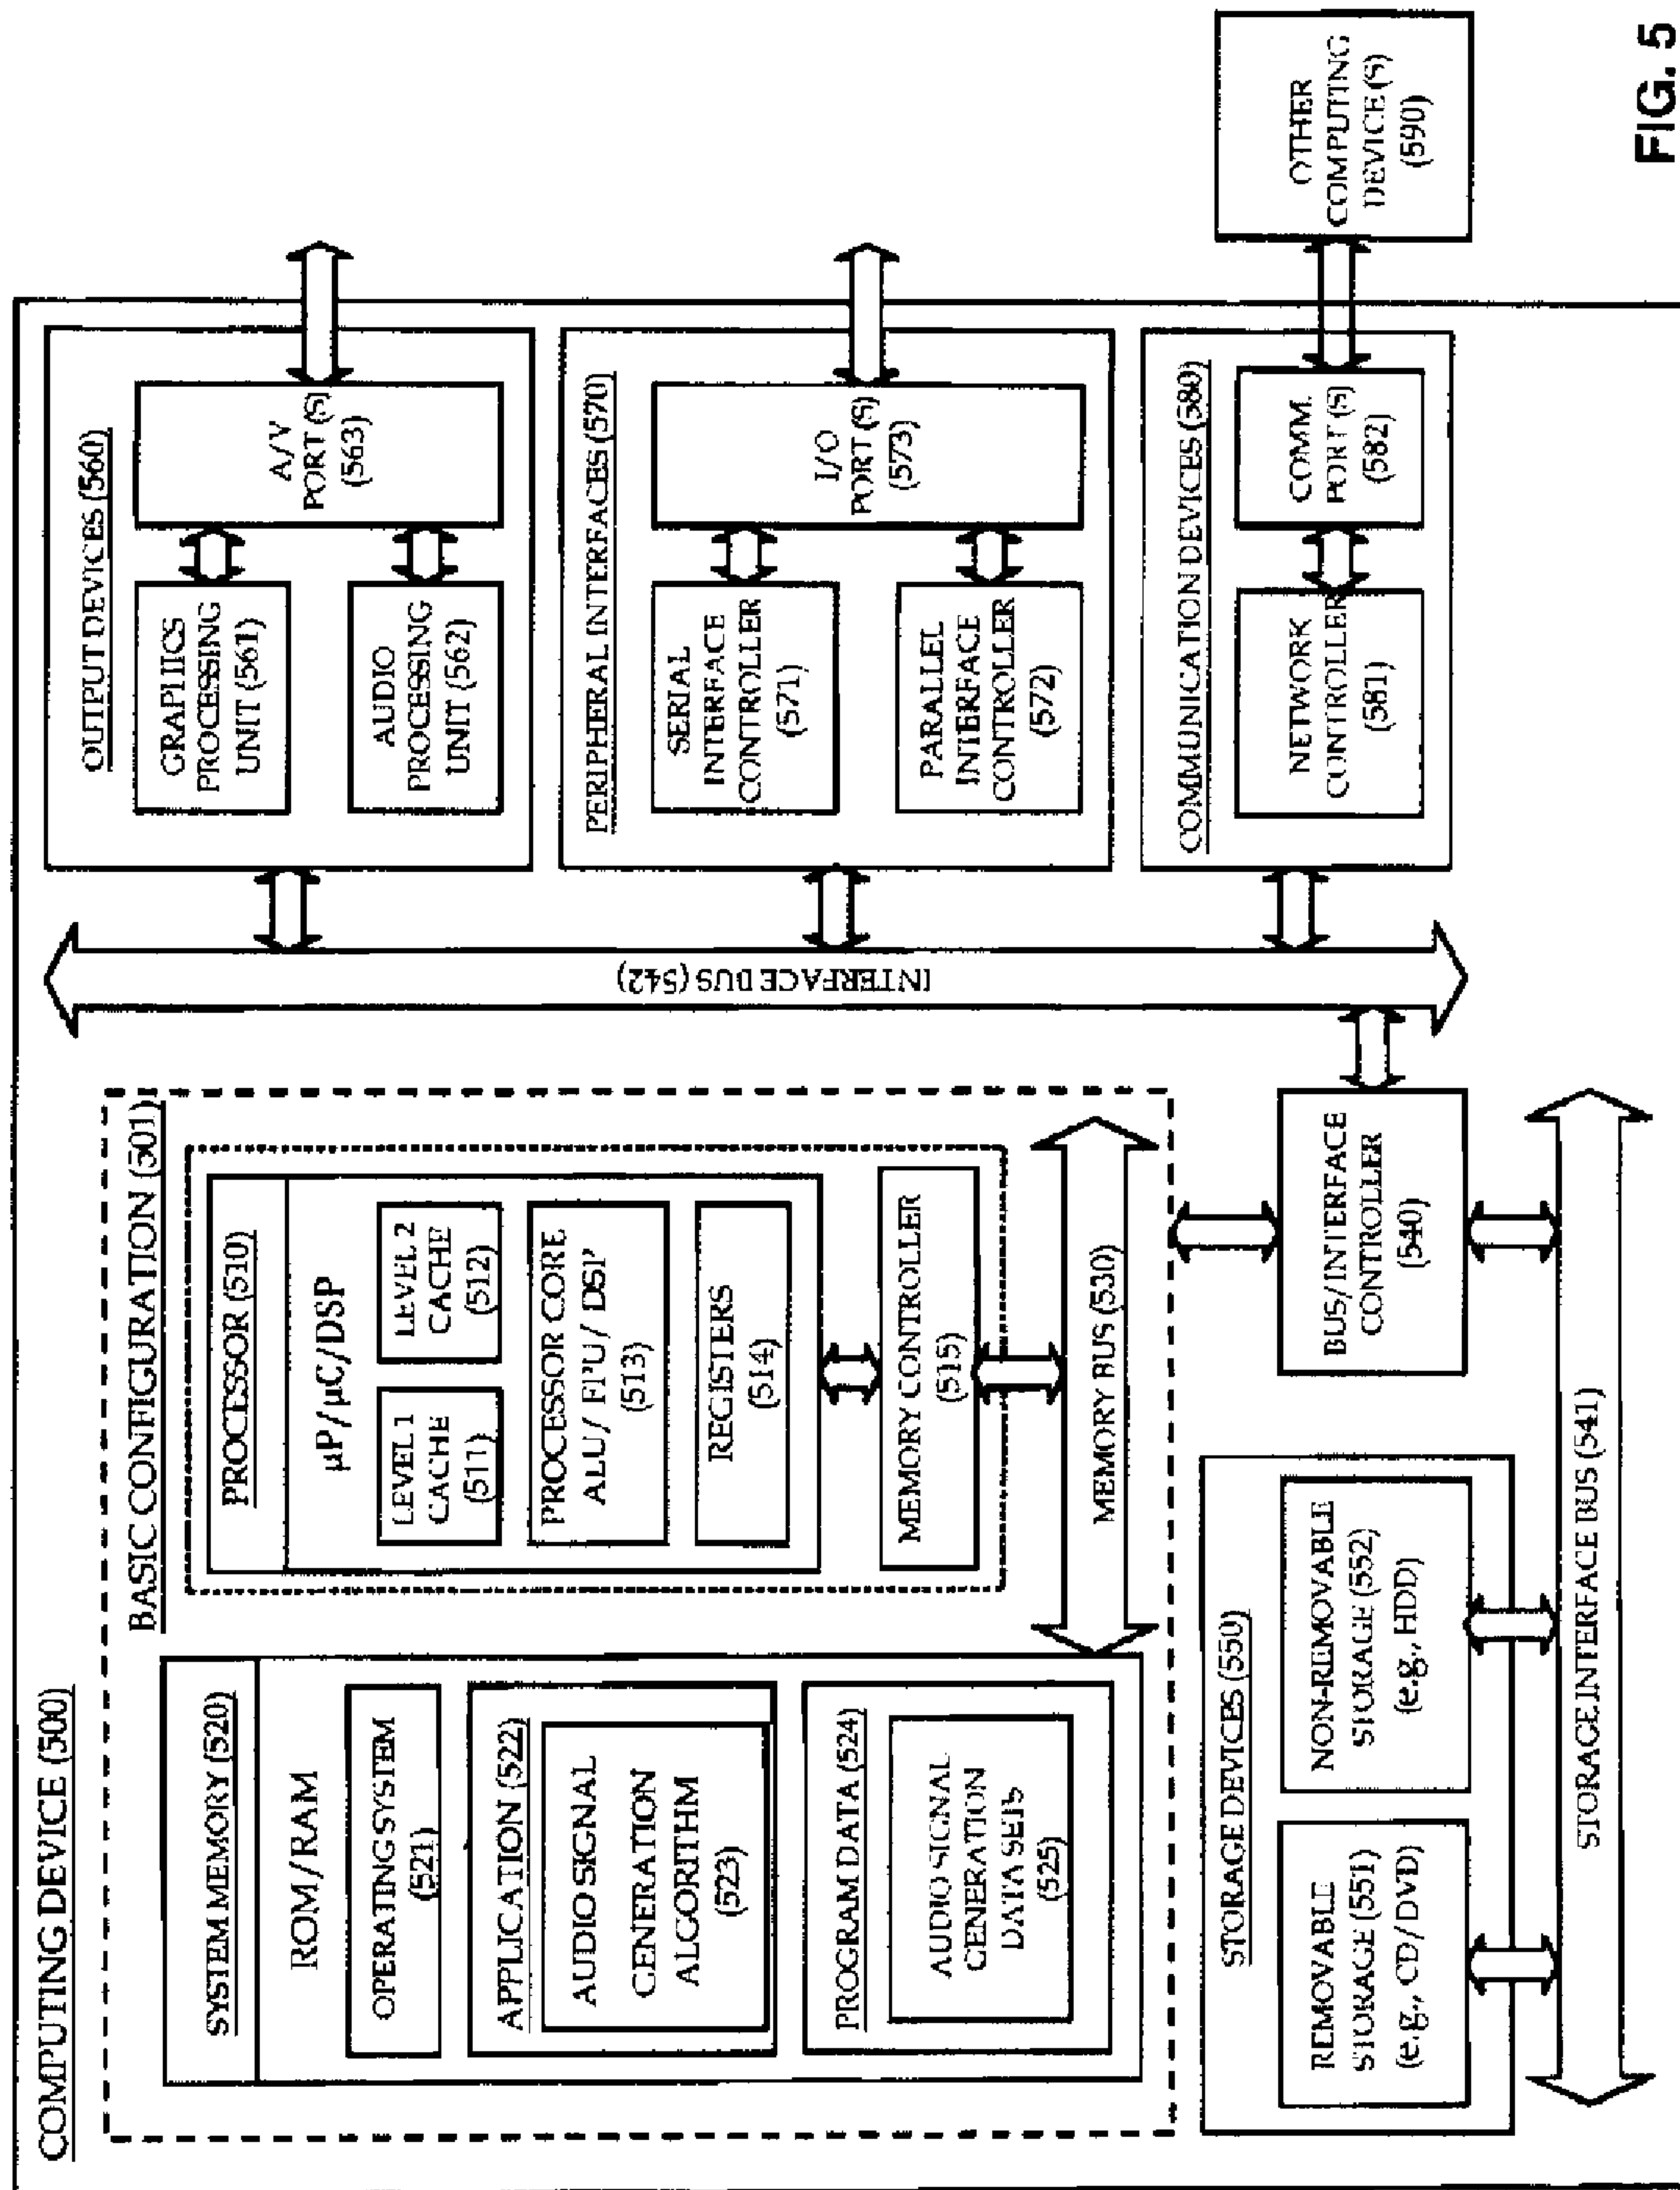 COMPUTING DEVICE (500)
BASIC CONFIGURATION (501)
SYSTEM MEMORY (520)
ROM/RAM
OPERATING SYSTEM
(521)
APPLICATION (522)
AUDIO SIGNAL
GENERATION
ALGORITHM
(523)
PROGRAM DATA (524)
AUDIO SIGNAL
GENERATION
DATA SETS
(525)
PROCESSOR (510)
µP/µC/DSP
LEVEL 1
CACHE
(511)
LEVEL 2
CACHE
(512)
PROCESSOR CORE
ALU/ FPU/ DSP
(513)
REGISTERS
(514)
MEMORY CONTROLLER
(515)
MEMORY BUS (530)
BUS/INTERFACE
CONTROLLER
(540)
STORAGE DEVICES (550)
REMOVABLE
STORAGE (551)
(e.g., CD/DVD)
NON-REMOVABLE
STORAGE (552)
(e.g., HDD)
STORAGE INTERFACE BUS (541)
INTERFACE BUS (542)
OUTPUT DEVICES (560)
GRAPHICS
PROCESSING
UNIT (561)
AUDIO
PROCESSING
UNIT (562)
A/V
PORT (S)
(563)
PERIPHERAL INTERFACES (570)
SERIAL
INTERFACE
CONTROLLER
(571)
PARALLEL
INTERFACE
CONTROLLER
(572)
I/O
PORT (S)
(573)
COMMUNICATION DEVICES (580)
NETWORK
CONTROLLER
(581)
COMM.
PORT (S)
(582)
OTHER
COMPUTING
DEVICE (S)
(590)
FIG. 5